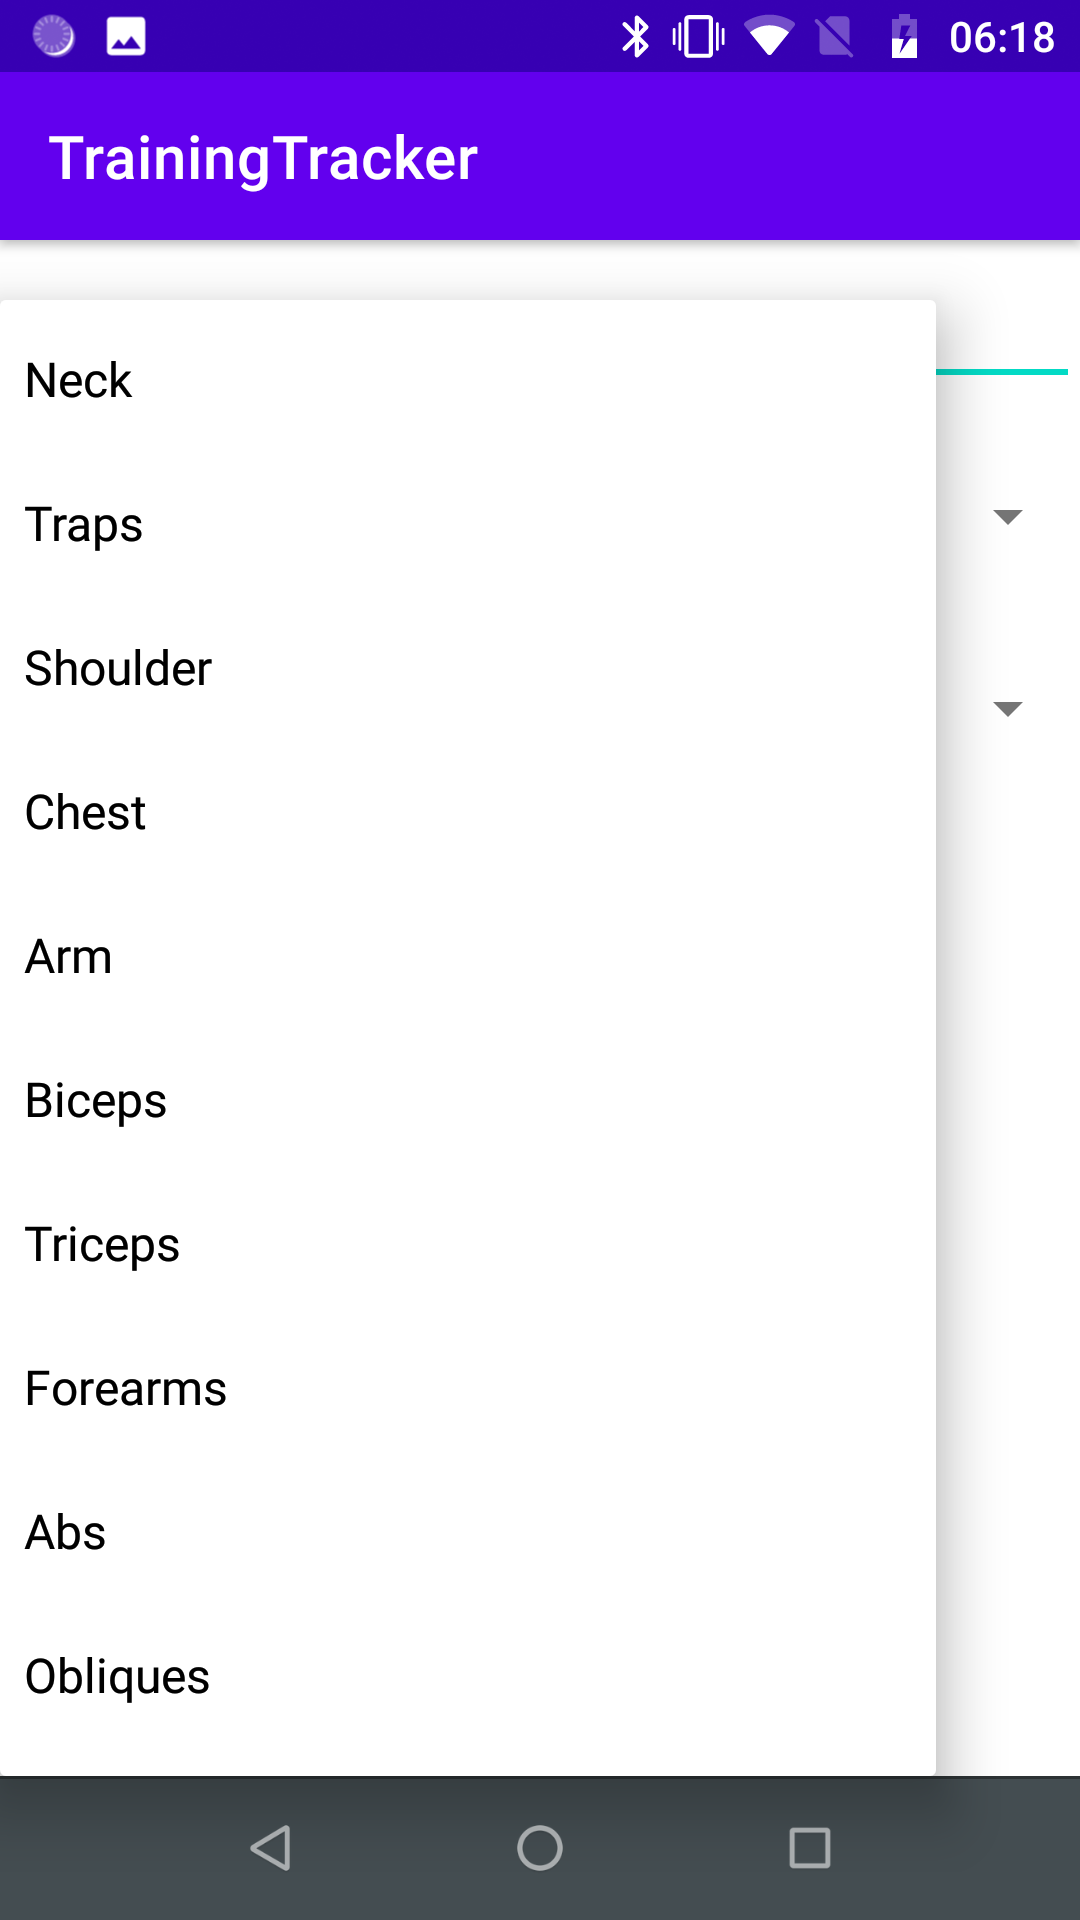 06:18
TrainingTracker
Neck
Traps
Shoulder
Chest
Arm
Biceps
Triceps
Forearms
Abs
Obliques